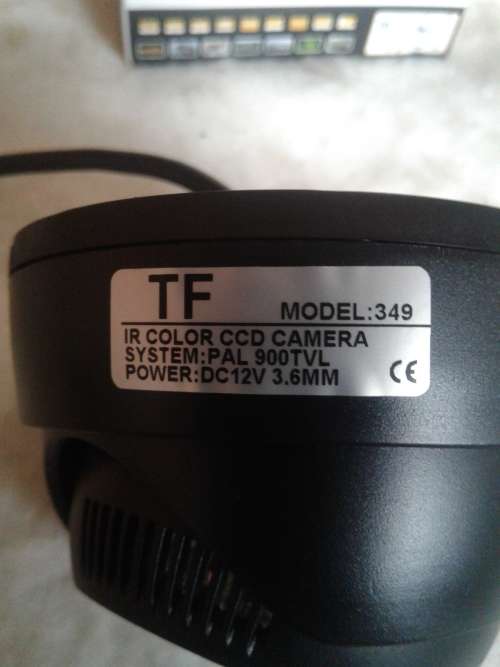 TF
MODEL:349
IR COLOR CCD CAMERA
SYSTEM:PAL 900TVL
POWER:DC12V 3.6MM
CE